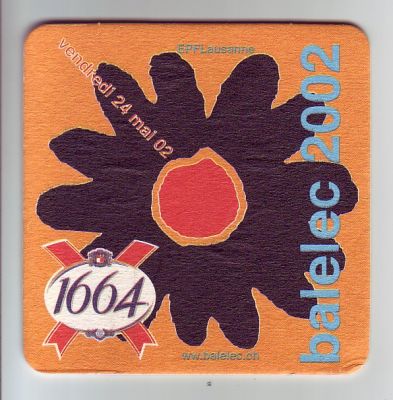 EPFLausanne
vendredi 24 mai 02
balelec 2002
1664
www.balelec.ch